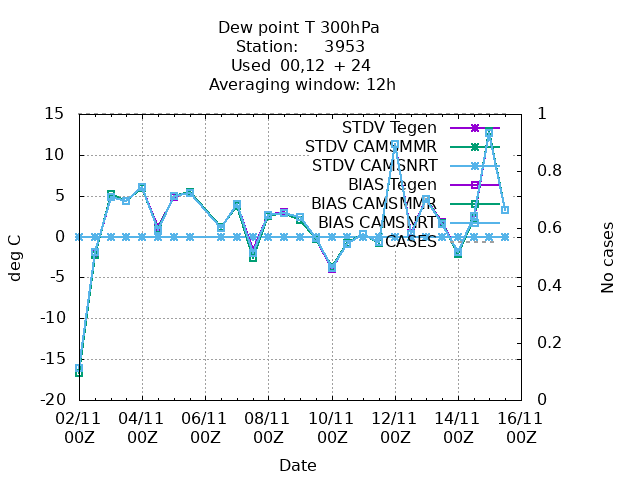 Dew point T 300hPa
Station: 3953
Used 00,12 + 24
Averaging window: 12h
15
10
5
0
-5
-10
-15
-20
deg C
1
0.8
0.6
0.4
0.2
0
No cases
STDV Tegen
STDV CAMSMMR
STDV CAMSNRT
BIAS Tegen
BIAS CAMSMMR
BIAS CAMSNRT
CASES
02/11 04/11 06/11 08/11 10/11 12/11 14/11 16/11
00Z 00Z 00Z 00Z 00Z 00Z 00Z 00Z
Date